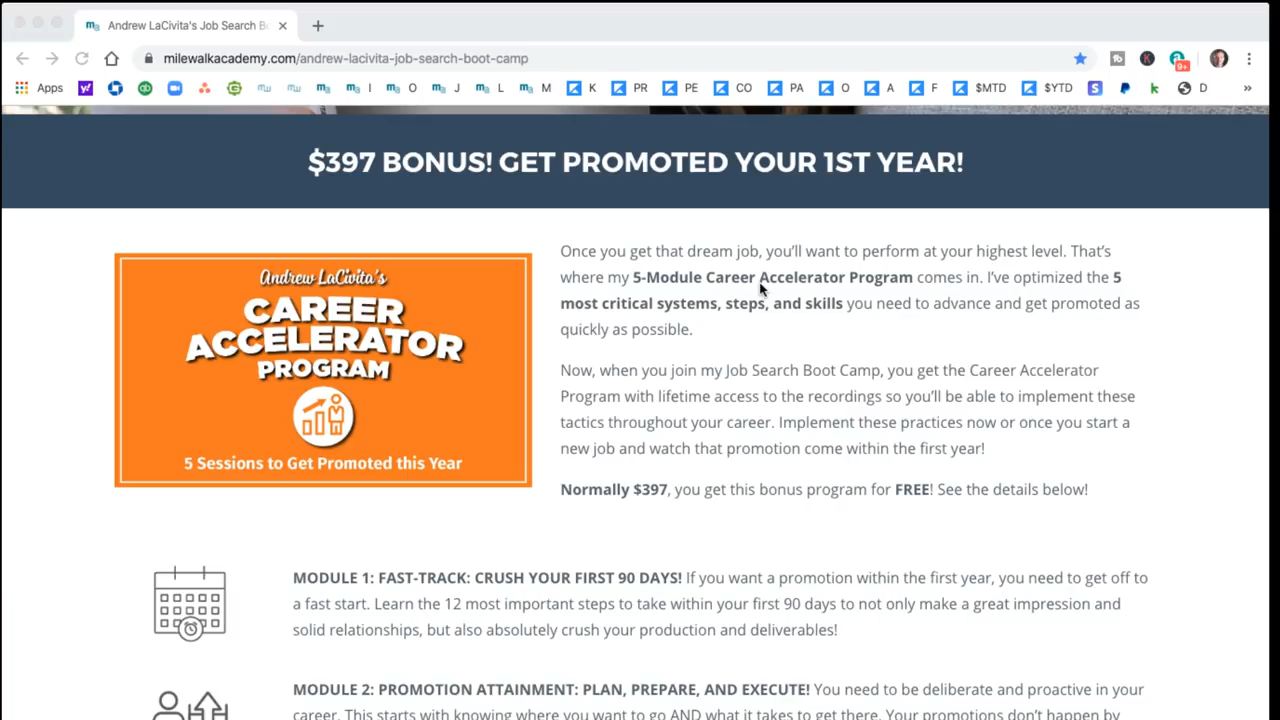 Andrew LaCivita's Job Search B
milewalkacademy.com/andrew-lacivita-job-search-boot-camp
9+
Apps I O J L M K PR PE CO PA O A F $MTD $YTD D »
$397 BONUS! GET PROMOTED YOUR 1ST YEAR!
Andrew LaCivita's
CAREER
ACCELERATOR
PROGRAM
5 Sessions to Get Promoted this Year
Once you get that dream job, you'll want to perform at your highest level. That's
where my 5-Module Career Accelerator Program comes in. I've optimized the 5
most critical systems, steps, and skills you need to advance and get promoted as
quickly as possible.
Now, when you join my Job Search Boot Camp, you get the Career Accelerator
Program with lifetime access to the recordings so you'll be able to implement these
tactics throughout your career. Implement these practices now or once you start a
new job and watch that promotion come within the first year!
Normally $397, you get this bonus program for FREE! See the details below!
MODULE 1: FAST-TRACK: CRUSH YOUR FIRST 90 DAYS! If you want a promotion within the first year, you need to get off to
a fast start. Learn the 12 most important steps to take within your first 90 days to not only make a great impression and
solid relationships, but also absolutely crush your production and deliverables!
MODULE 2: PROMOTION ATTAINMENT: PLAN, PREPARE, AND EXECUTE! You need to be deliberate and proactive in your
career. This starts with knowing where you want to go AND what it takes to get there. Your promotions don't happen by